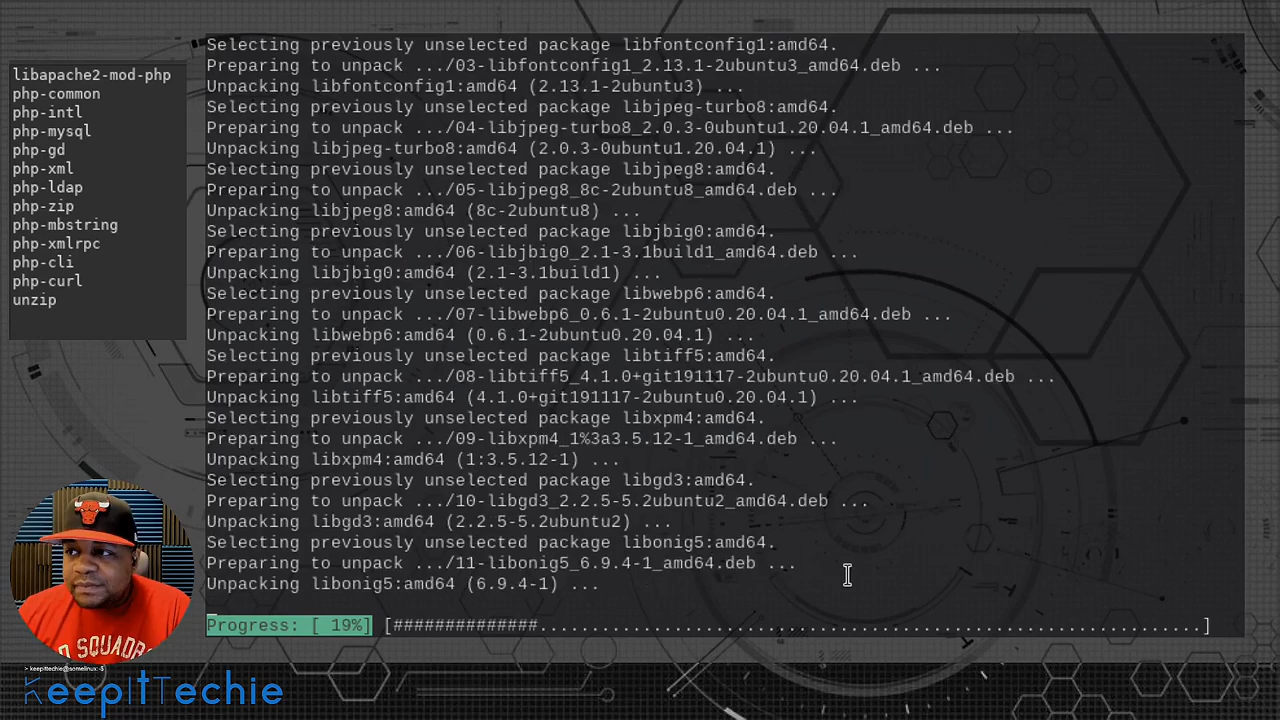 libapache2-mod-php
php-common
php-intl
php-mysql
php-gd
php-xml
php-ldap
php-zip
php-mbstring
php-xmlrpc
php-cli
php-curl
unzip
Selecting previously unselected package libfontconfig1:amd64.
Preparing to unpack .../03-libfontconfig1_2.13.1-2ubuntu3_amd64.deb ...
Unpacking libfontconfig1:amd64 (2.13.1-2ubuntu3) ...
Selecting previously unselected package libjpeg-turbo8:amd64.
Preparing to unpack .../04-libjpeg-turbo8_2.0.3-0ubuntu1.20.04.1_amd64.deb ...
Unpacking libjpeg-turbo8:amd64 (2.0.3-0ubuntu1.20.04.1) ...
Selecting previously unselected package libjpeg8:amd64.
Preparing to unpack .../05-libjpeg8_8c-2ubuntu8_amd64.deb ...
Unpacking libjpeg8:amd64 (8c-2ubuntu8) ...
Selecting previously unselected package libjbig0:amd64.
Preparing to unpack .../06-libjbig0_2.1-3.1build1_amd64.deb ...
Unpacking libjbig0:amd64 (2.1-3.1build1) ...
Selecting previously unselected package libwebp6:amd64.
Preparing to unpack .../07-libwebp6_0.6.1-2ubuntu0.20.04.1_amd64.deb ...
Unpacking libwebp6:amd64 (0.6.1-2ubuntu0.20.04.1) ...
Selecting previously unselected package libtiff5:amd64.
Preparing to unpack .../08-libtiff5_4.1.0+git191117-2ubuntu0.20.04.1_amd64.deb ...
Unpacking libtiff5:amd64 (4.1.0+git191117-2ubuntu0.20.04.1) ...
Selecting previously unselected package libxpm4:amd64.
Preparing to unpack .../09-libxpm4_1%3a3.5.12-1_amd64.deb ...
Unpacking libxpm4:amd64 (1:3.5.12-1) ...
Selecting previously unselected package libgd3:amd64.
Preparing to unpack .../10-libgd3_2.2.5-5.2ubuntu2_amd64.deb ...
Unpacking libgd3:amd64 (2.2.5-5.2ubuntu2) ...
Selecting previously unselected package libonig5:amd64.
Preparing to unpack .../11-libonig5_6.9.4-1_amd64.deb ...
Unpacking libonig5:amd64 (6.9.4-1) ...
Progress: [ 19%] [##############................................................................]
SQUAD
> keepittechie@somelinux:~$
KeepItTechie